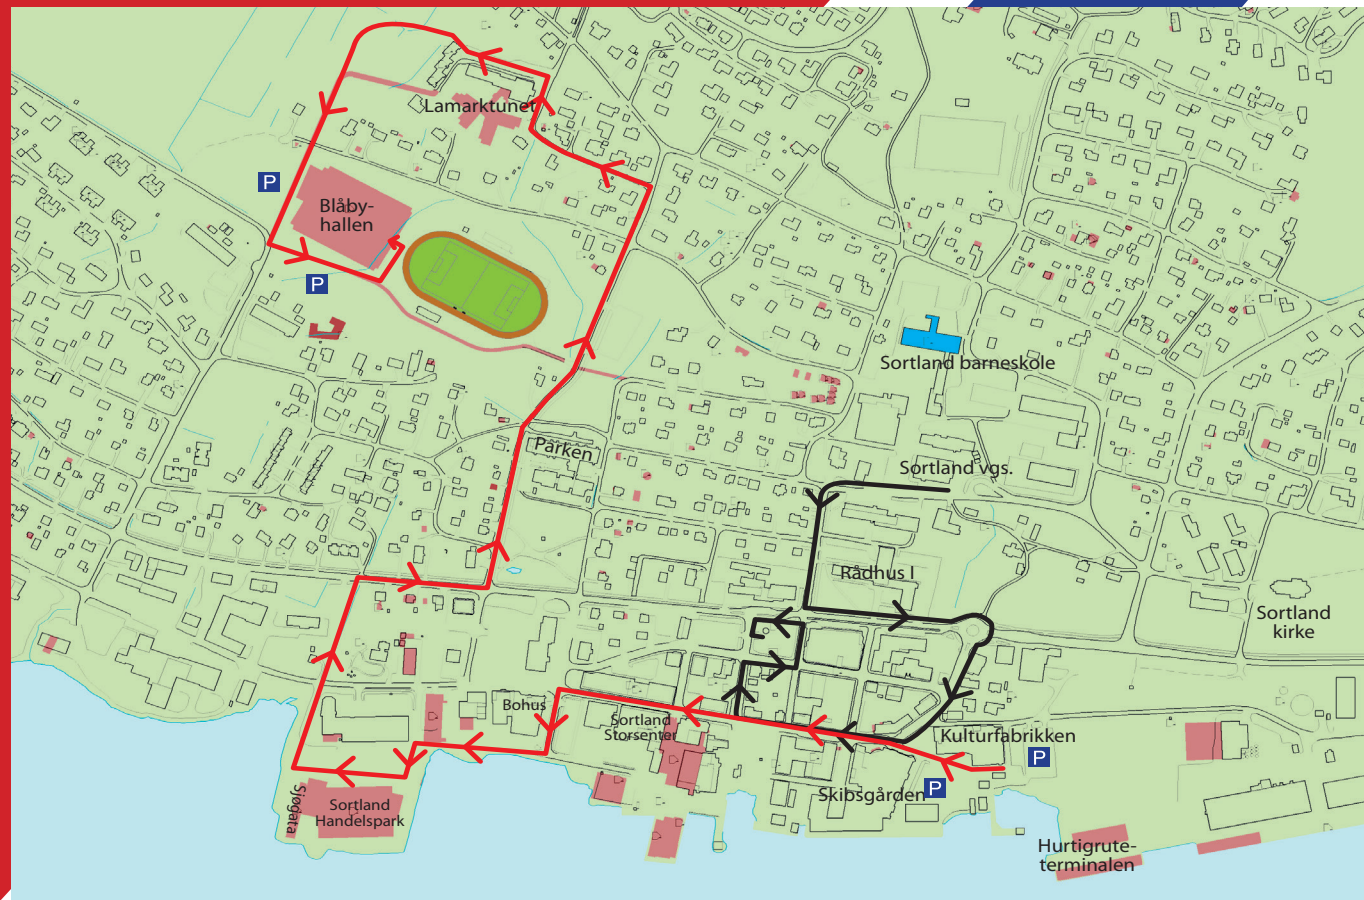 Lamarktunet
P
Blåby-
hallen
P
Sortland barneskole
Parken
Sortland vgs.
Rådhus I
Sortland
kirke
Bohus
Sortland
Storsenter
Kulturfabrikken
P
Skibsgården
P
Sjøgata
Sortland
Handelspark
Hurtigrute-
terminalen